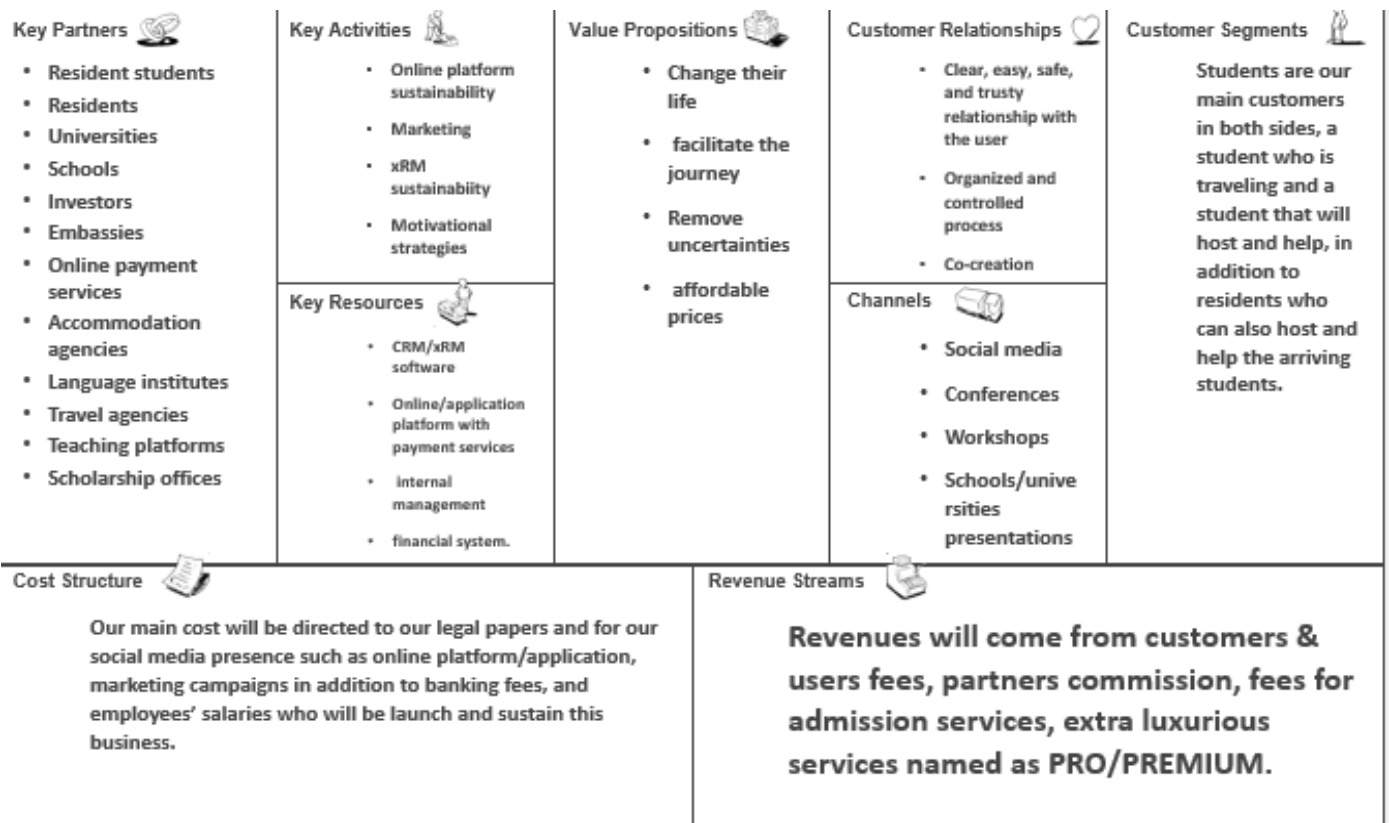 Key Partners
• Resident students
• Residents
• Universities
• Schools
• Investors
• Embassies
• Online payment
services
• Accommodation
agencies
• Language institutes
• Travel agencies
• Teaching platforms
• Scholarship offices
Key Activities
• Online platform
sustainability
• Marketing
• xRM
sustainabiity
• Motivational
strategies
Key Resources
• CRM/xRM
software
• Online/application
platform with
payment services
• internal
management
• financial system.
Value Propositions
• Change their
life
• facilitate the
journey
• Remove
uncertainties
• affordable
prices
Customer Relationships
• Clear, easy, safe,
and trusty
relationship with
the user
• Organized and
controlled
process
• Co-creation
Channels
• Social media
• Conferences
• Workshops
• Schools/unive
rsities
presentations
Customer Segments
Students are our
main customers
in both sides, a
student who is
traveling and a
student that will
host and help, in
addition to
residents who
can also host and
help the arriving
students.
Cost Structure
Our main cost will be directed to our legal papers and for our
social media presence such as online platform/application,
marketing campaigns in addition to banking fees, and
employees’ salaries who will be launch and sustain this
business.
Revenue Streams
Revenues will come from customers &
users fees, partners commission, fees for
admission services, extra luxurious
services named as PRO/PREMIUM.